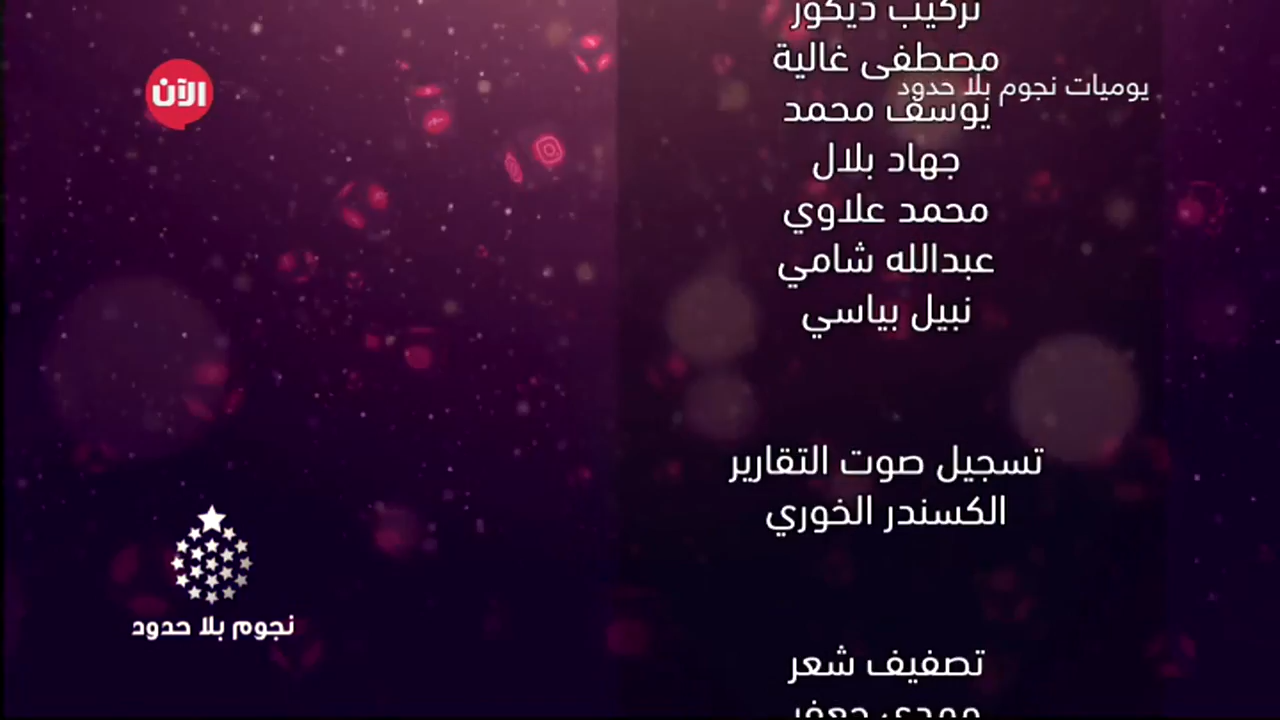 تركيب ديكور
مصطفى غالية
يوميات نجوم بلا حدود
الآن
يوسف محمد
جهاد بلال
محمد علاوي
عبدالله شامي
نبيل بياسي
تسجيل صوت التقارير
الكسندر الخوري
نجوم بلا حدود
تصفيف شعر